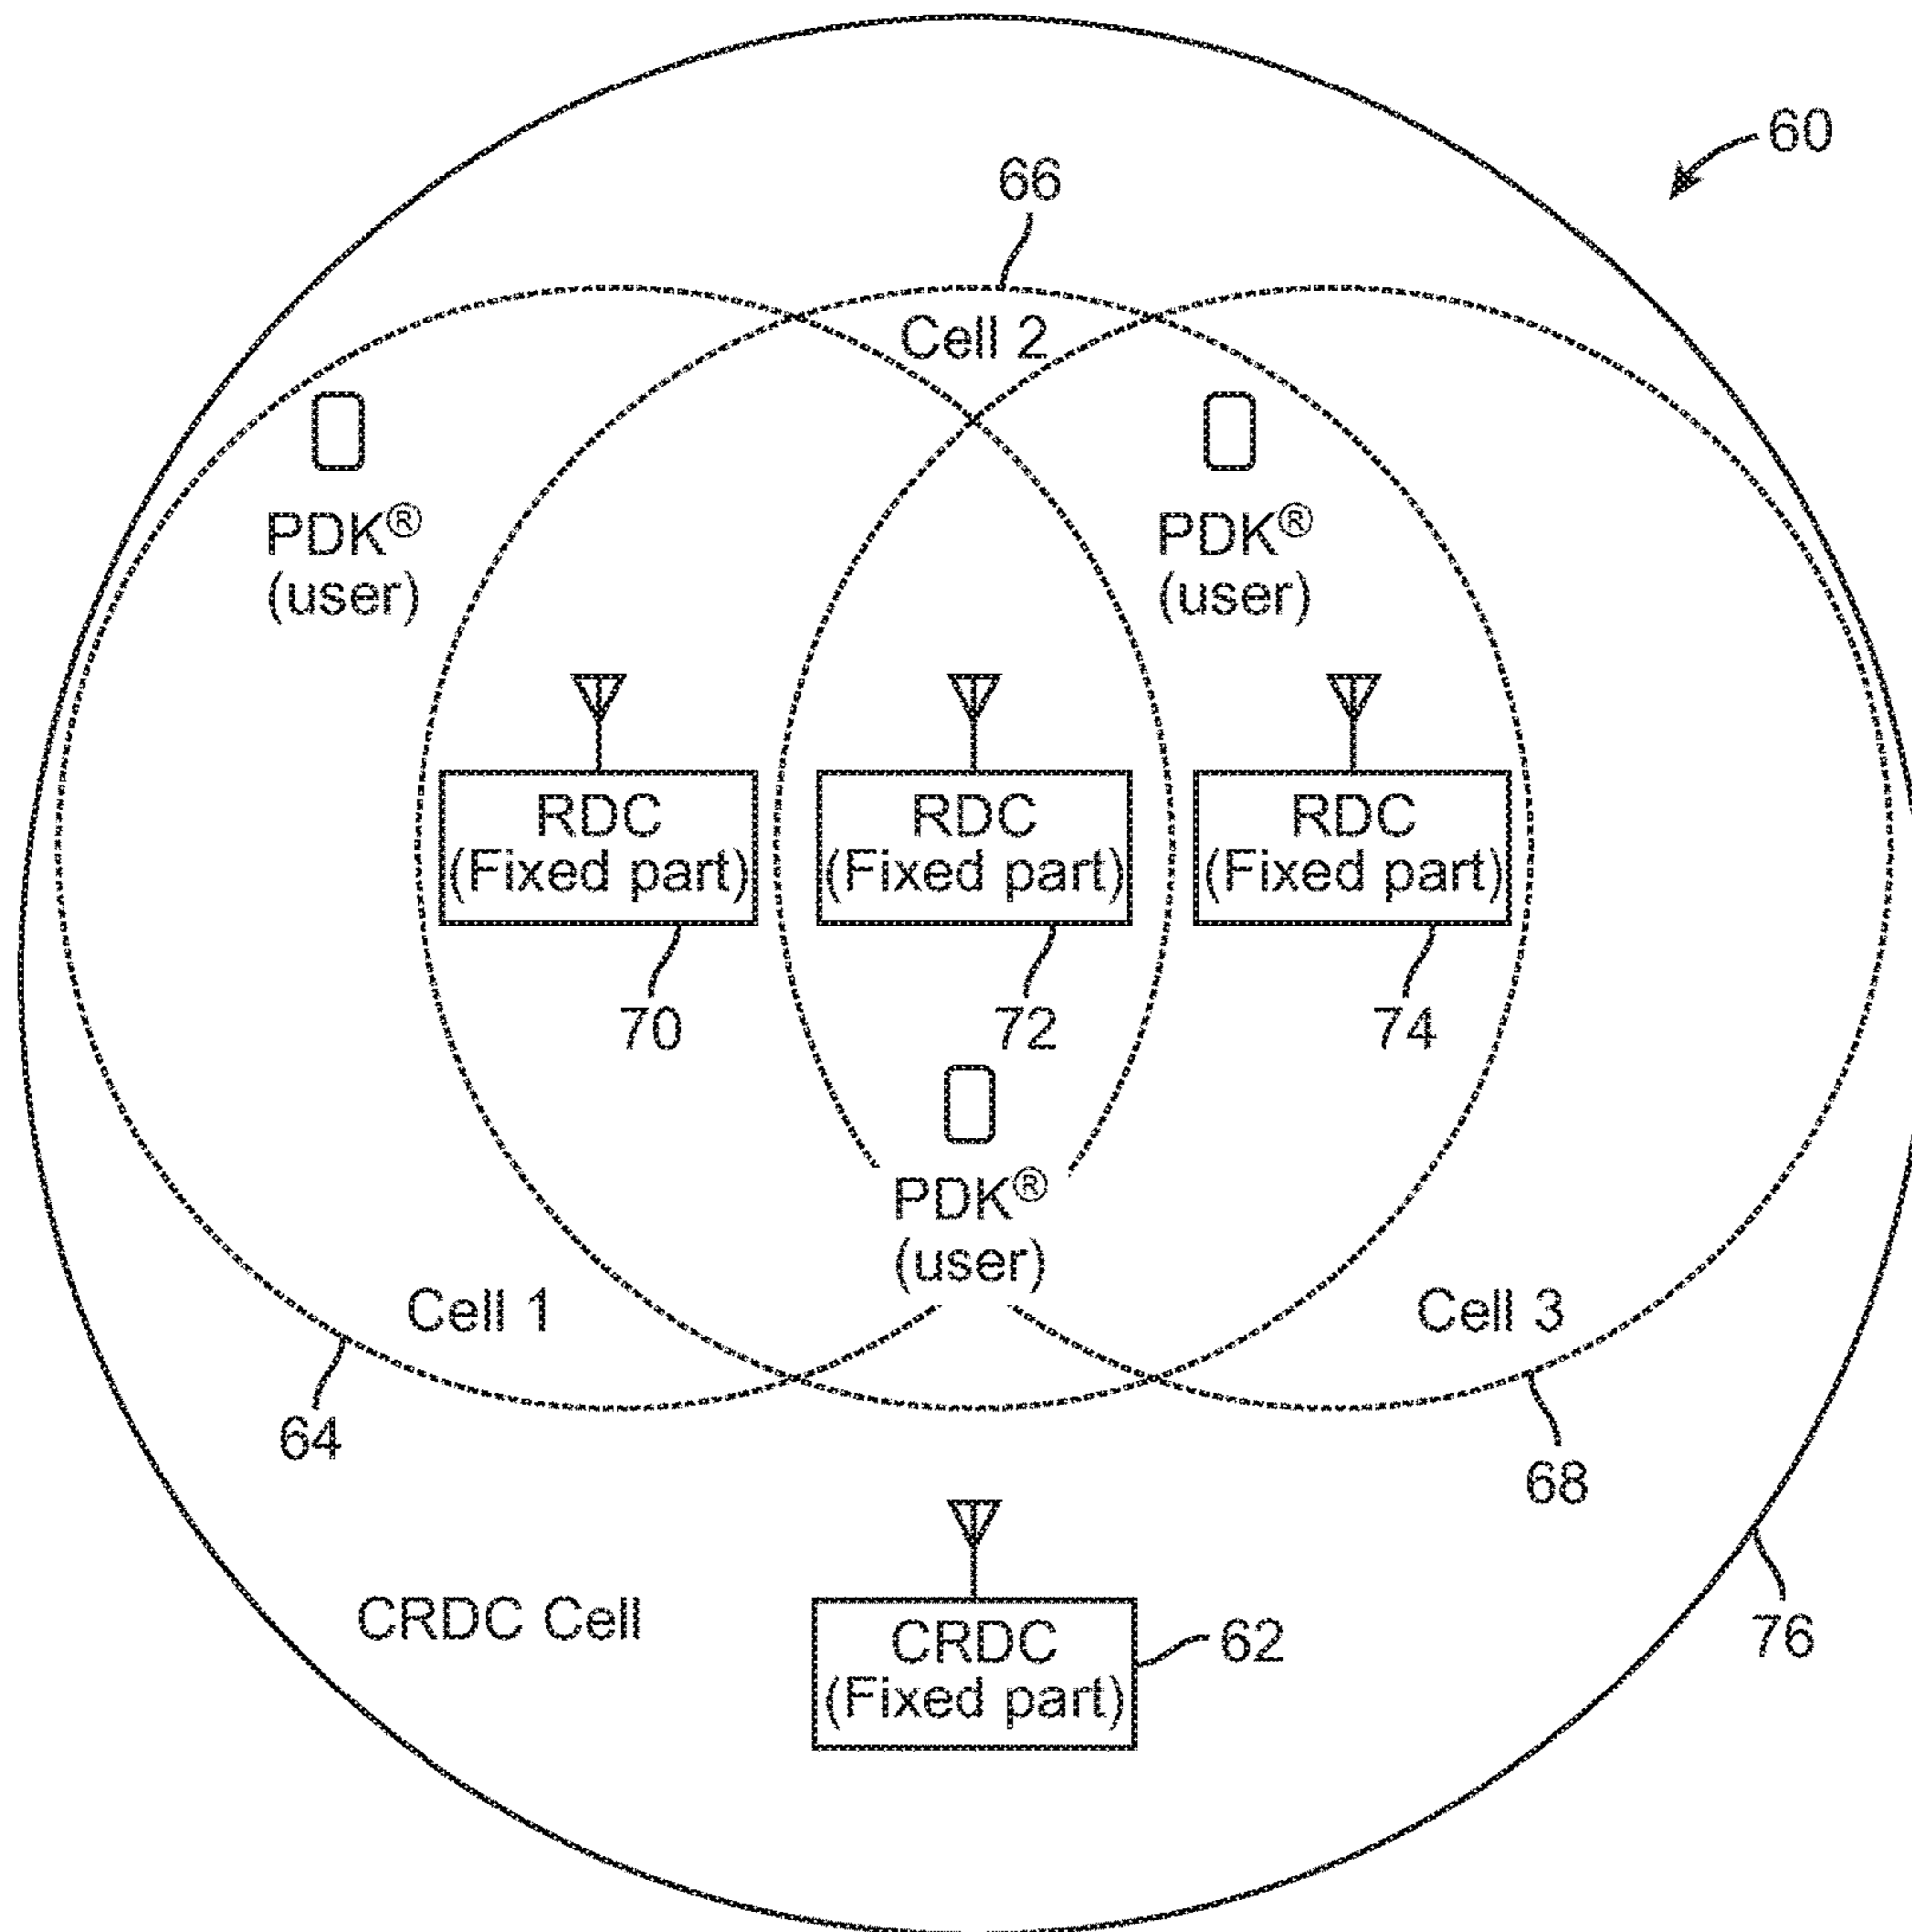 60
66
Cell 2
PDK®
(user)
PDK®
(user)
RDC
(Fixed part)
RDC
(Fixed part)
RDC
(Fixed part)
70
72
74
PDK®
(user)
Cell 1
Cell 3
64
68
CRDC Cell
CRDC
(Fixed part)
62
76